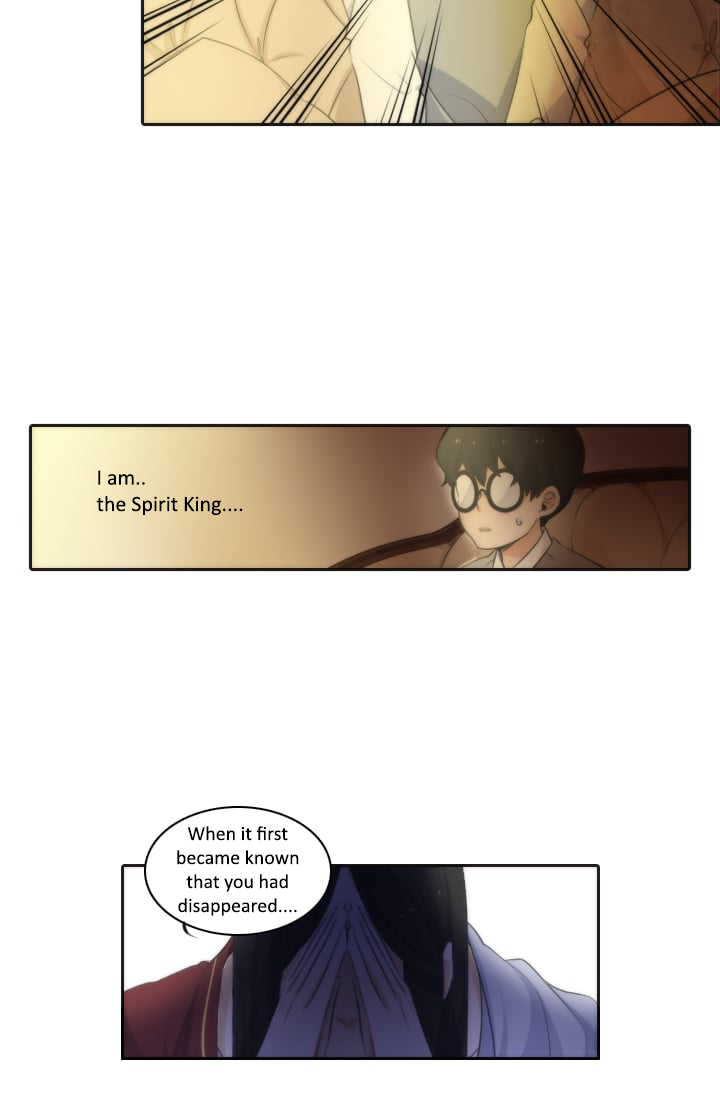 I am..
the Spirit King....
When it first
became known
that you had
disappeared....